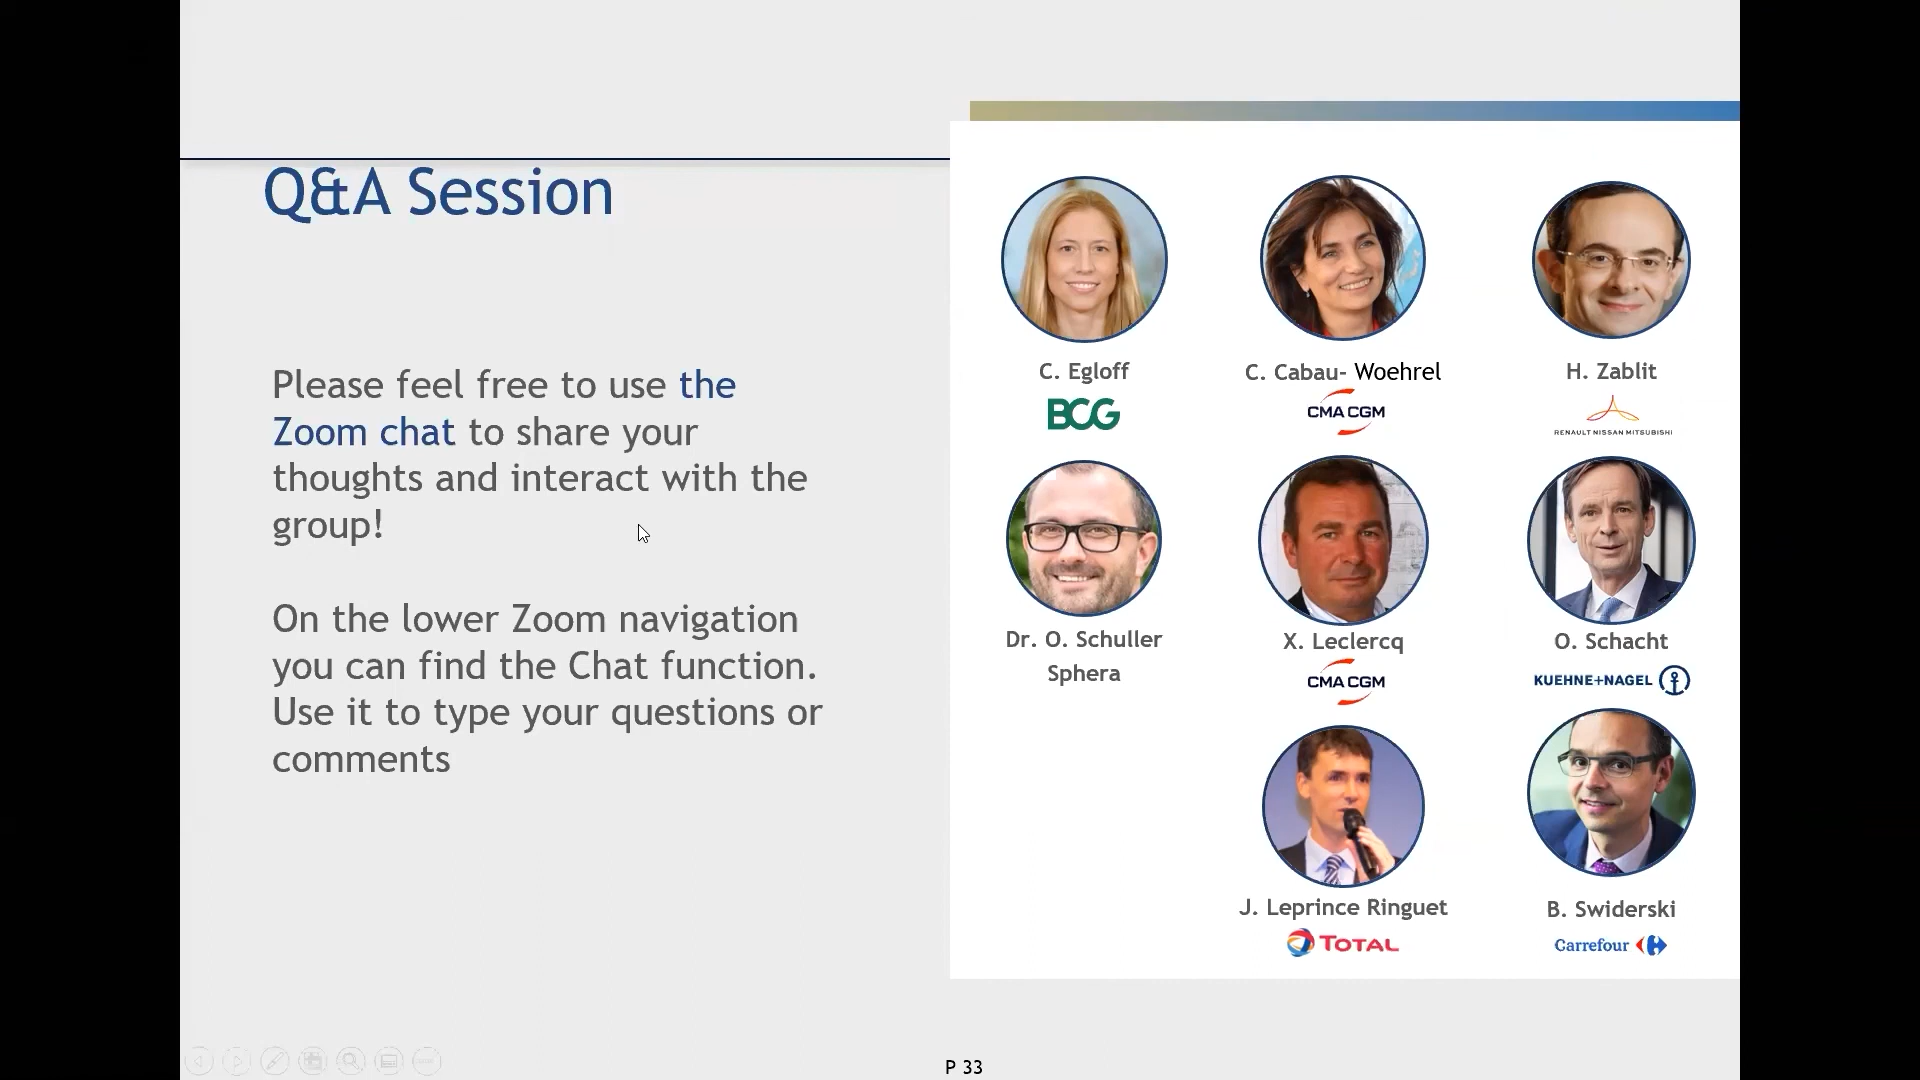 Q&A Session
Please feel free to use the
Zoom chat to share your
thoughts and interact with the
group!
On the lower Zoom navigation
you can find the Chat function.
Use it to type your questions or
comments
C. Egloff
BCG
C. Cabau- Woehrel
CMA CGM
H. Zablit
RENAULT NISSAN MITSUBISHI
Dr. O. Schuller
Sphera
X. Leclercq
CMA CGM
O. Schacht
KUEHNE+NAGEL
J. Leprince Ringuet
TOTAL
B. Swiderski
Carrefour
P 33